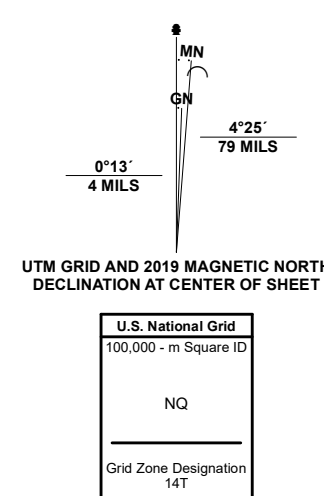 MN
GN
4°25´
79 MILS
0°13´
4 MILS
UTM GRID AND 2019 MAGNETIC NORTH
DECLINATION AT CENTER OF SHEET
U.S. National Grid
100,000 - m Square ID
NQ
Grid Zone Designation
14T